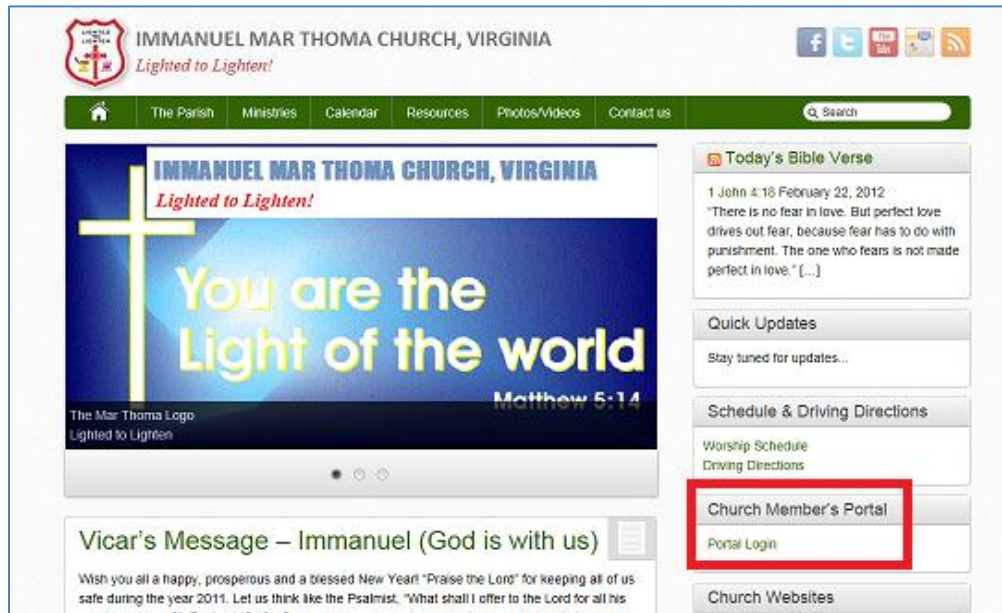 LIGHTED
TO
LIGHTEN
IMMANUEL MAR THOMA CHURCH, VIRGINIA
Lighted to Lighten!
The Parish Ministries Calendar Resources Photos/Videos Contact us Search
IMMANUEL MAR THOMA CHURCH, VIRGINIA
Lighted to Lighten!
You are the
Light of the world
Matthew 5:14
The Mar Thoma Logo
Lighted to Lighten
Vicar's Message – Immanuel (God is with us)
Wish you all a happy, prosperous and a blessed New Year! "Praise the Lord" for keeping all of us
safe during the year 2011. Let us think like the Psalmist, "What shall I offer to the Lord for all his
Today's Bible Verse
1 John 4:18 February 22, 2012
"There is no fear in love. But perfect love
drives out fear, because fear has to do with
punishment. The one who fears is not made
perfect in love." [...]
Quick Updates
Stay tuned for updates...
Schedule & Driving Directions
Worship Schedule
Driving Directions
Church Member's Portal
Portal Login
Church Websites